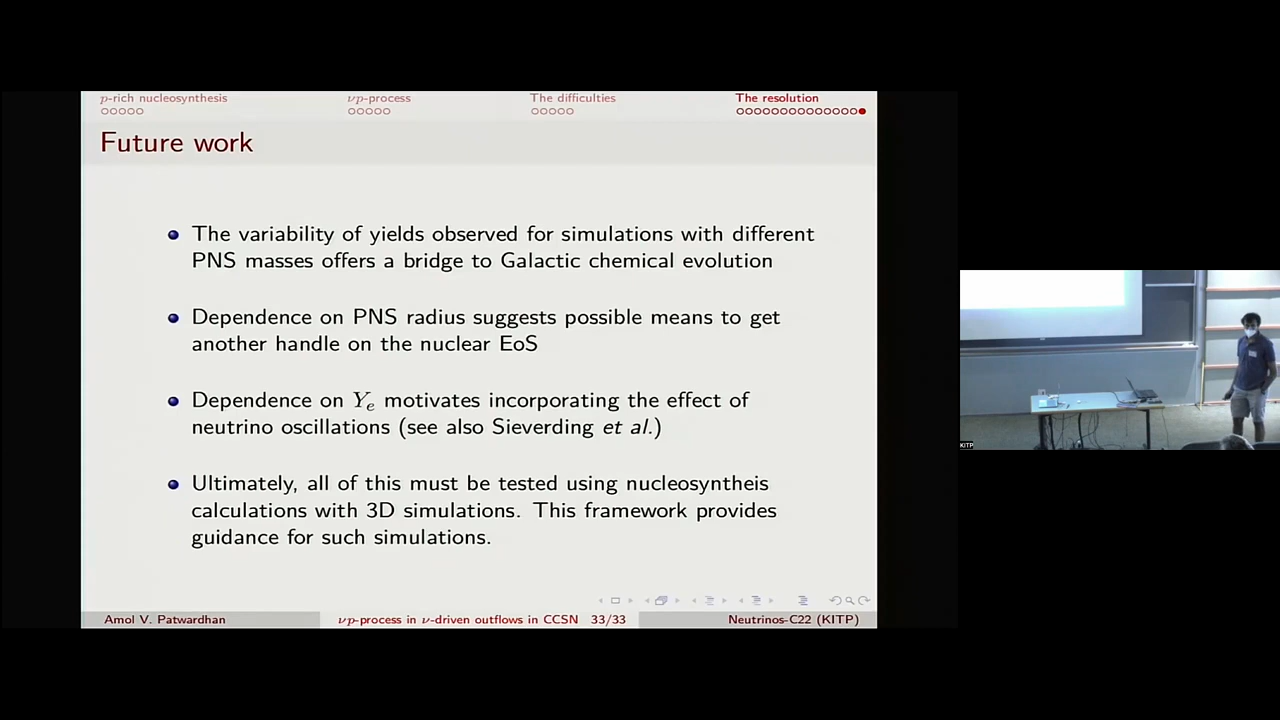 p-rich nucleosynthesis νp-process The difficulties The resolution
Future work
The variability of yields observed for simulations with different
PNS masses offers a bridge to Galactic chemical evolution
Dependence on PNS radius suggests possible means to get
another handle on the nuclear EoS
Dependence on Ye motivates incorporating the effect of
neutrino oscillations (see also Sieverding et al.)
Ultimately, all of this must be tested using nucleosyntheis
calculations with 3D simulations. This framework provides
guidance for such simulations.
Amol V. Patwardhan νp-process in ν-driven outflows in CCSN 33/33 Neutrinos-C22 (KITP)
KITP